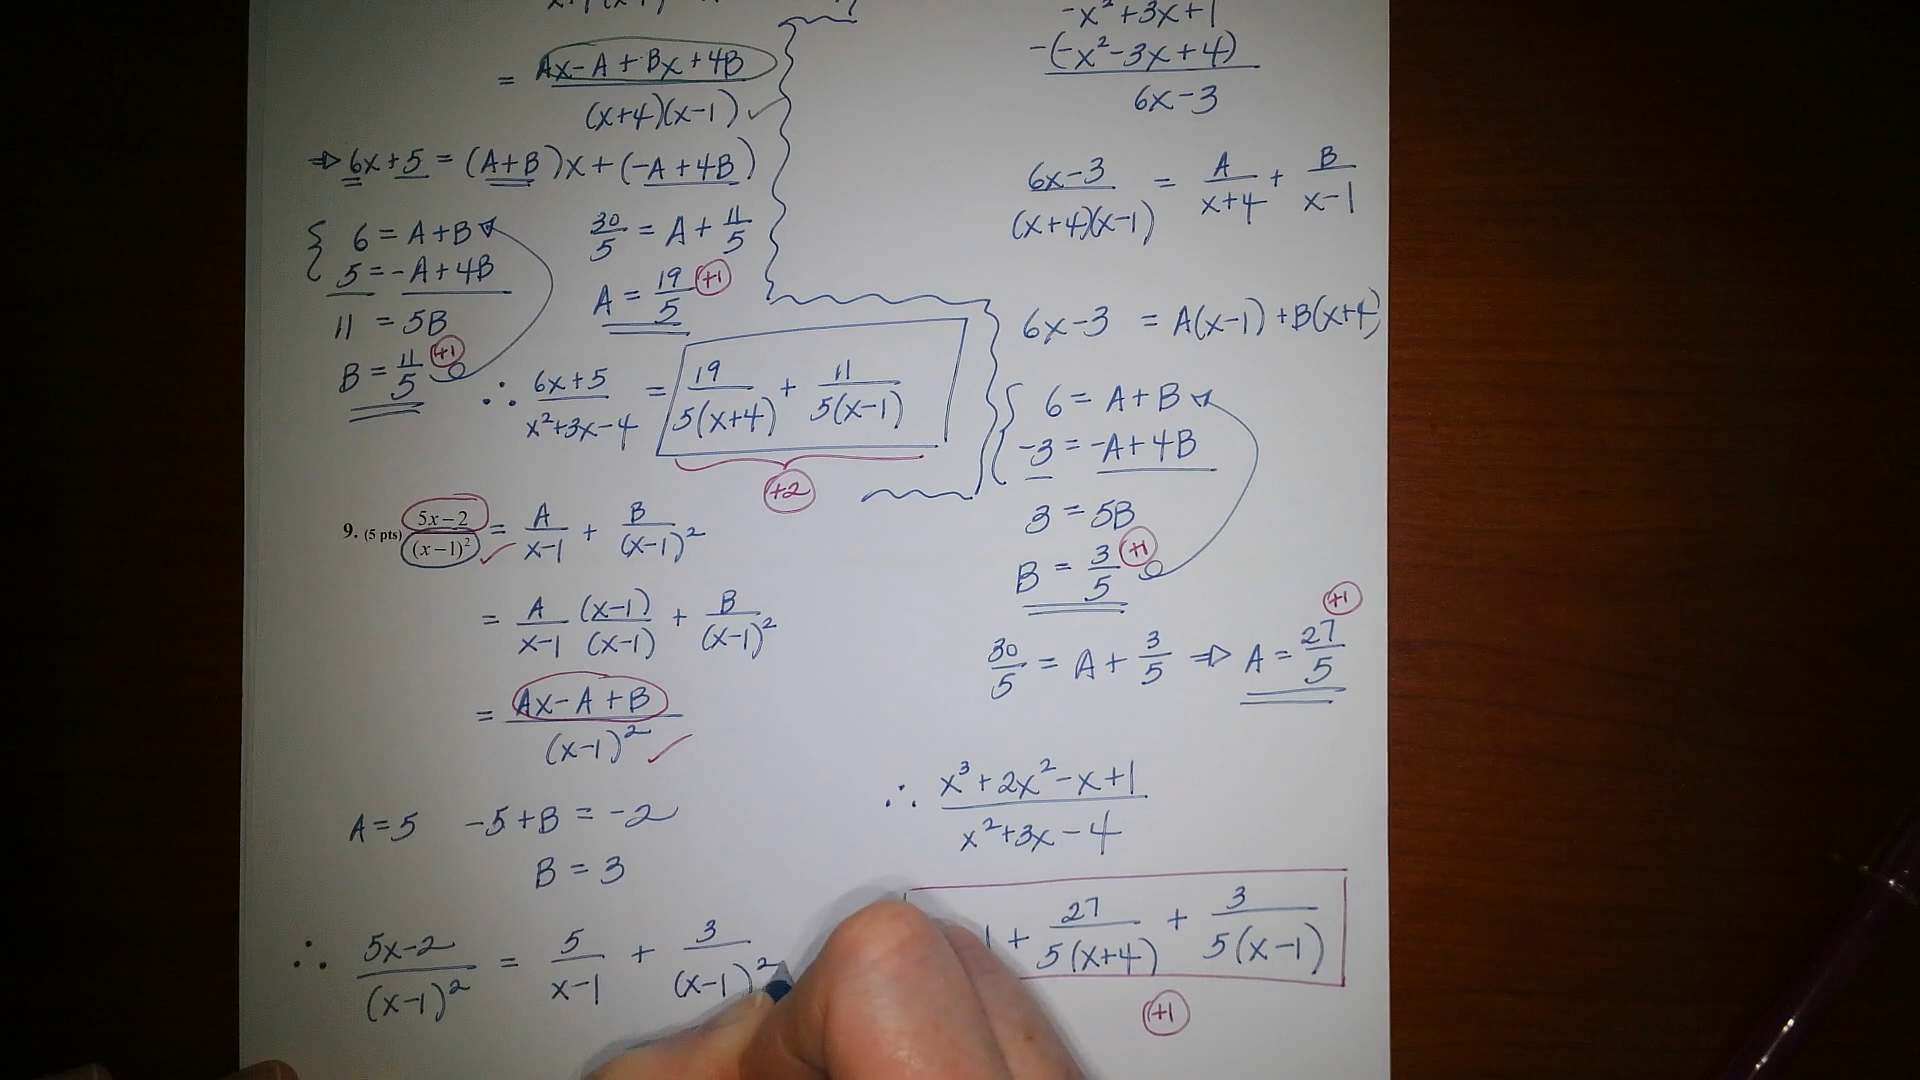 = Ax-A+Bx+4B
(x+4)(x-1) ✓
⇒ 6x+5 = (A+B)x+(-A+4B)
{ 6 = A+B
5 = -A+4B
11 = 5B
B = 11/5 +1
30/5 = A+11/5
A = 19/5 +1
∴ (6x+5)/(x²+3x-4) = 19/(5(x+4)) + 11/(5(x-1))
+2
9. (5 pts) (5x-2)/(x-1)² = A/(x-1) + B/(x-1)²
= A/(x-1) (x-1)/(x-1) + B/(x-1)²
= (Ax-A+B)/(x-1)² ✓
A=5 -5+B = -2
B = 3
∴ (5x-2)/(x-1)² = 5/(x-1) + 3/(x-1)²
-x²+3x+1
-(-x²-3x+4)
6x-3
(6x-3)/((x+4)(x-1)) = A/(x+4) + B/(x-1)
6x-3 = A(x-1)+B(x+4)
{ 6 = A+B
-3 = -A+4B
3 = 5B
B = 3/5 +1
30/5 = A+3/5 ⇒ A = 27/5 +1
∴ (x³+2x²-x+1)/(x²+3x-4)
1 + 27/(5(x+4)) + 3/(5(x-1))
+1